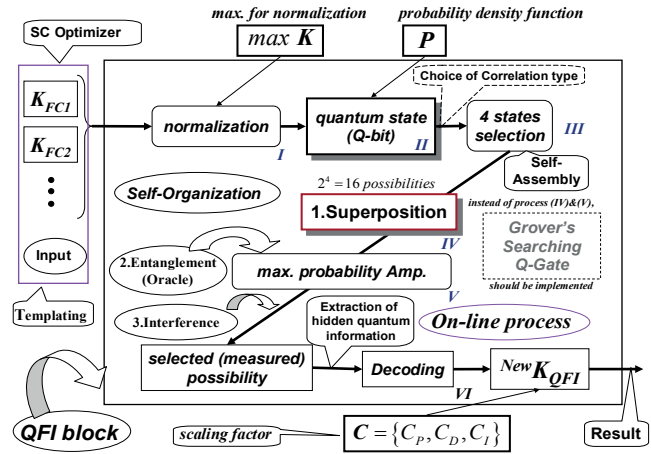 max. for normalization
probability density function
SC Optimizer
max K
P
Choice of Correlation type
K_FC1
K_FC2
normalization
I
quantum state
(Q-bit)
II
4 states
selection
III
Self-
Assembly
Self-Organization
2^4 = 16 possibilities
1.Superposition
IV
instead of process (IV)&(V),
Grover's
Searching
Q-Gate
should be implemented
Input
Templating
2.Entanglement
(Oracle)
max. probability Amp.
V
3.Interference
Extraction of
hidden quantum
information
On-line process
selected (measured)
possibility
Decoding
VI
New K_QFI
QFI block
scaling factor
C = {C_P, C_D, C_I}
Result